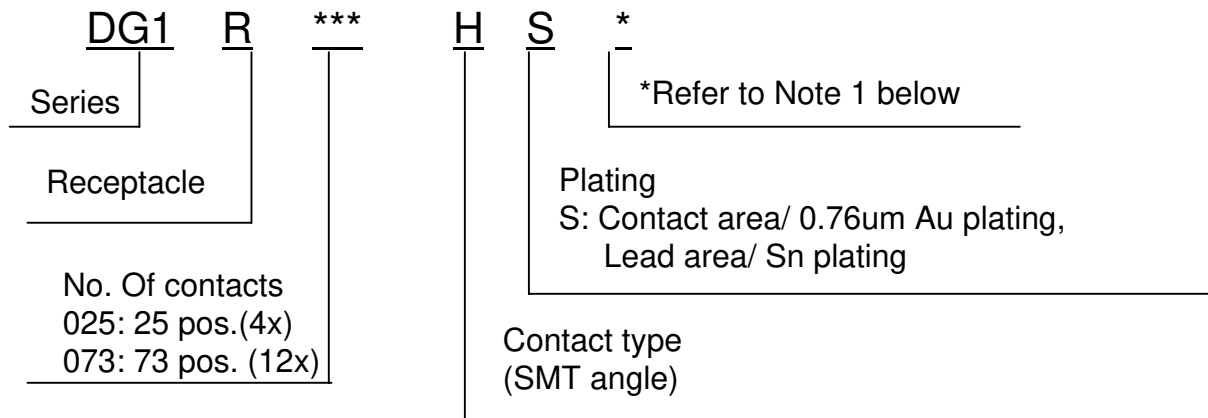 DG1 R *** H S *
Series
*Refer to Note 1 below
Receptacle
Plating
S: Contact area/ 0.76um Au plating,
Lead area/ Sn plating
No. Of contacts
025: 25 pos.(4x)
073: 73 pos. (12x)
Contact type
(SMT angle)